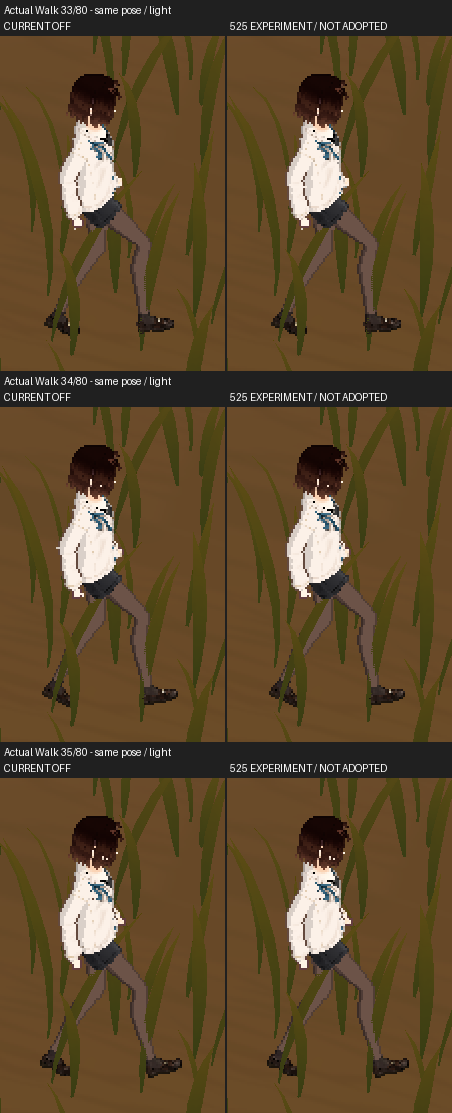 Actual Walk 33/80 - same pose / light
CURRENT OFF
525 EXPERIMENT / NOT ADOPTED
Actual Walk 34/80 - same pose / light
CURRENT OFF
525 EXPERIMENT / NOT ADOPTED
Actual Walk 35/80 - same pose / light
CURRENT OFF
525 EXPERIMENT / NOT ADOPTED